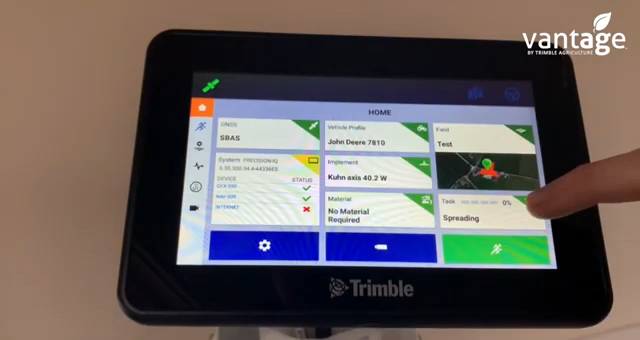 vantage
BY TRIMBLE AGRICULTURE
HOME
GNSS
SBAS
Vehicle Profile
John Deere 7810
Field
Test
System PRECISION-IQ
DEVICE STATUS
INTERNET
Implement
Kuhn axis 40.2 W
Material
No Material
Required
Task 0%
Spreading
Trimble